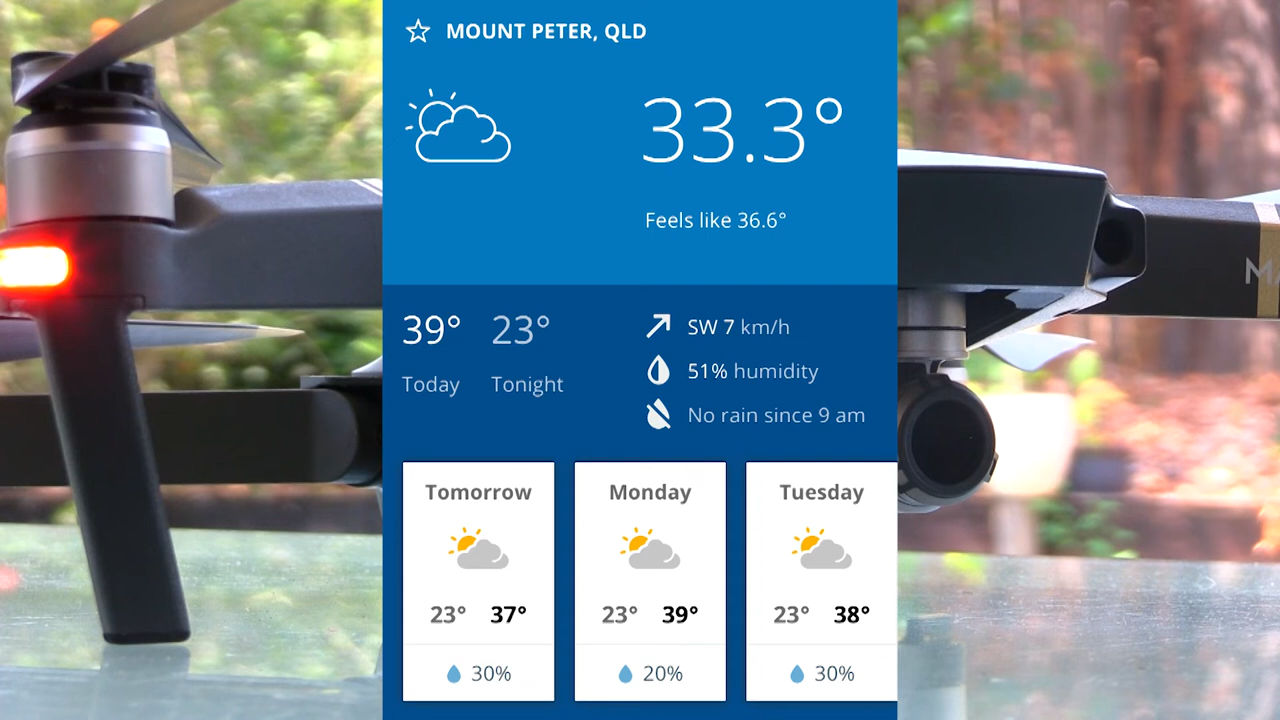 MOUNT PETER, QLD
33.3°
Feels like 36.6°
39° 23°
Today Tonight
SW 7 km/h
51% humidity
No rain since 9 am
Tomorrow
23° 37°
30%
Monday
23° 39°
20%
Tuesday
23° 38°
30%